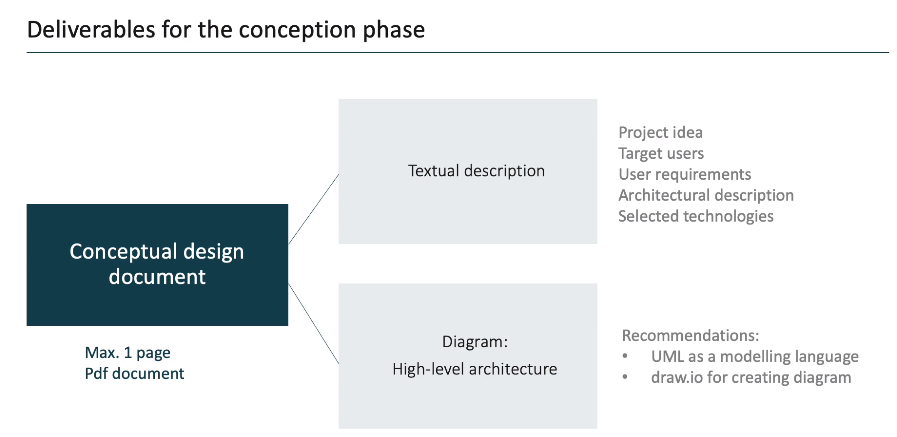 Deliverables for the conception phase
Textual description
Project idea
Target users
User requirements
Architectural description
Selected technologies
Conceptual design
document
Max. 1 page
Pdf document
Diagram:
High-level architecture
Recommendations:
• UML as a modelling language
• draw.io for creating diagram